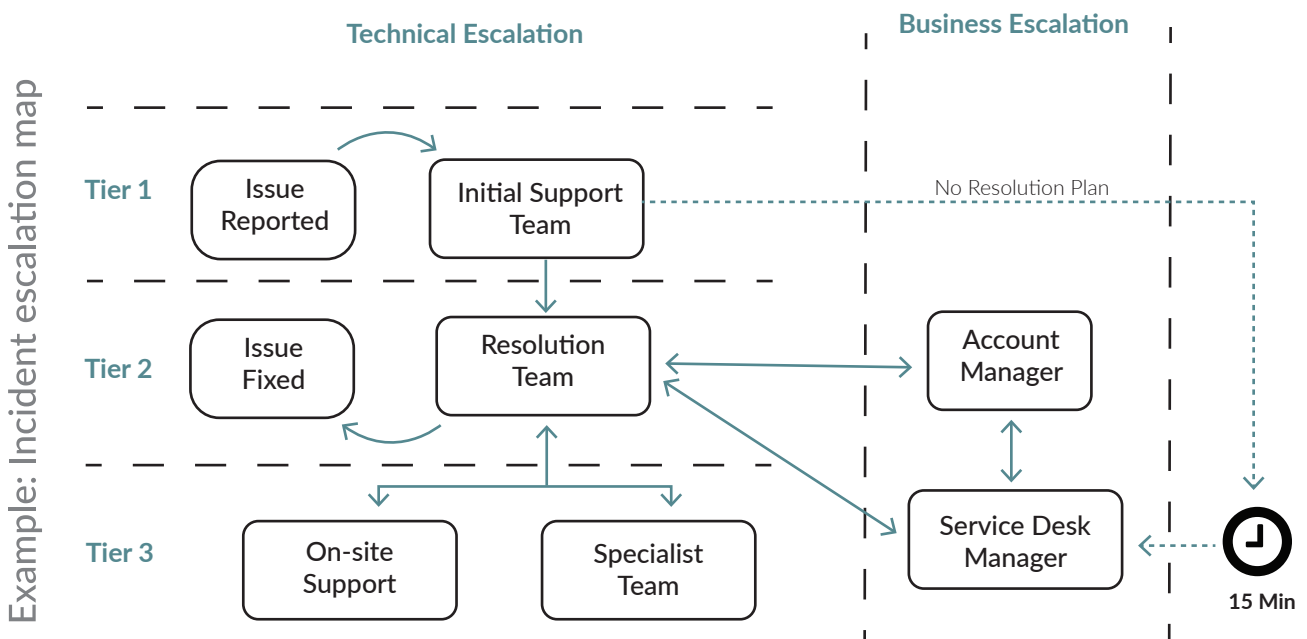 Example: Incident escalation map
Technical Escalation
Business Escalation
Tier 1
Issue
Reported
Initial Support
Team
No Resolution Plan
Tier 2
Issue
Fixed
Resolution
Team
Account
Manager
Tier 3
On-site
Support
Specialist
Team
Service Desk
Manager
15 Min